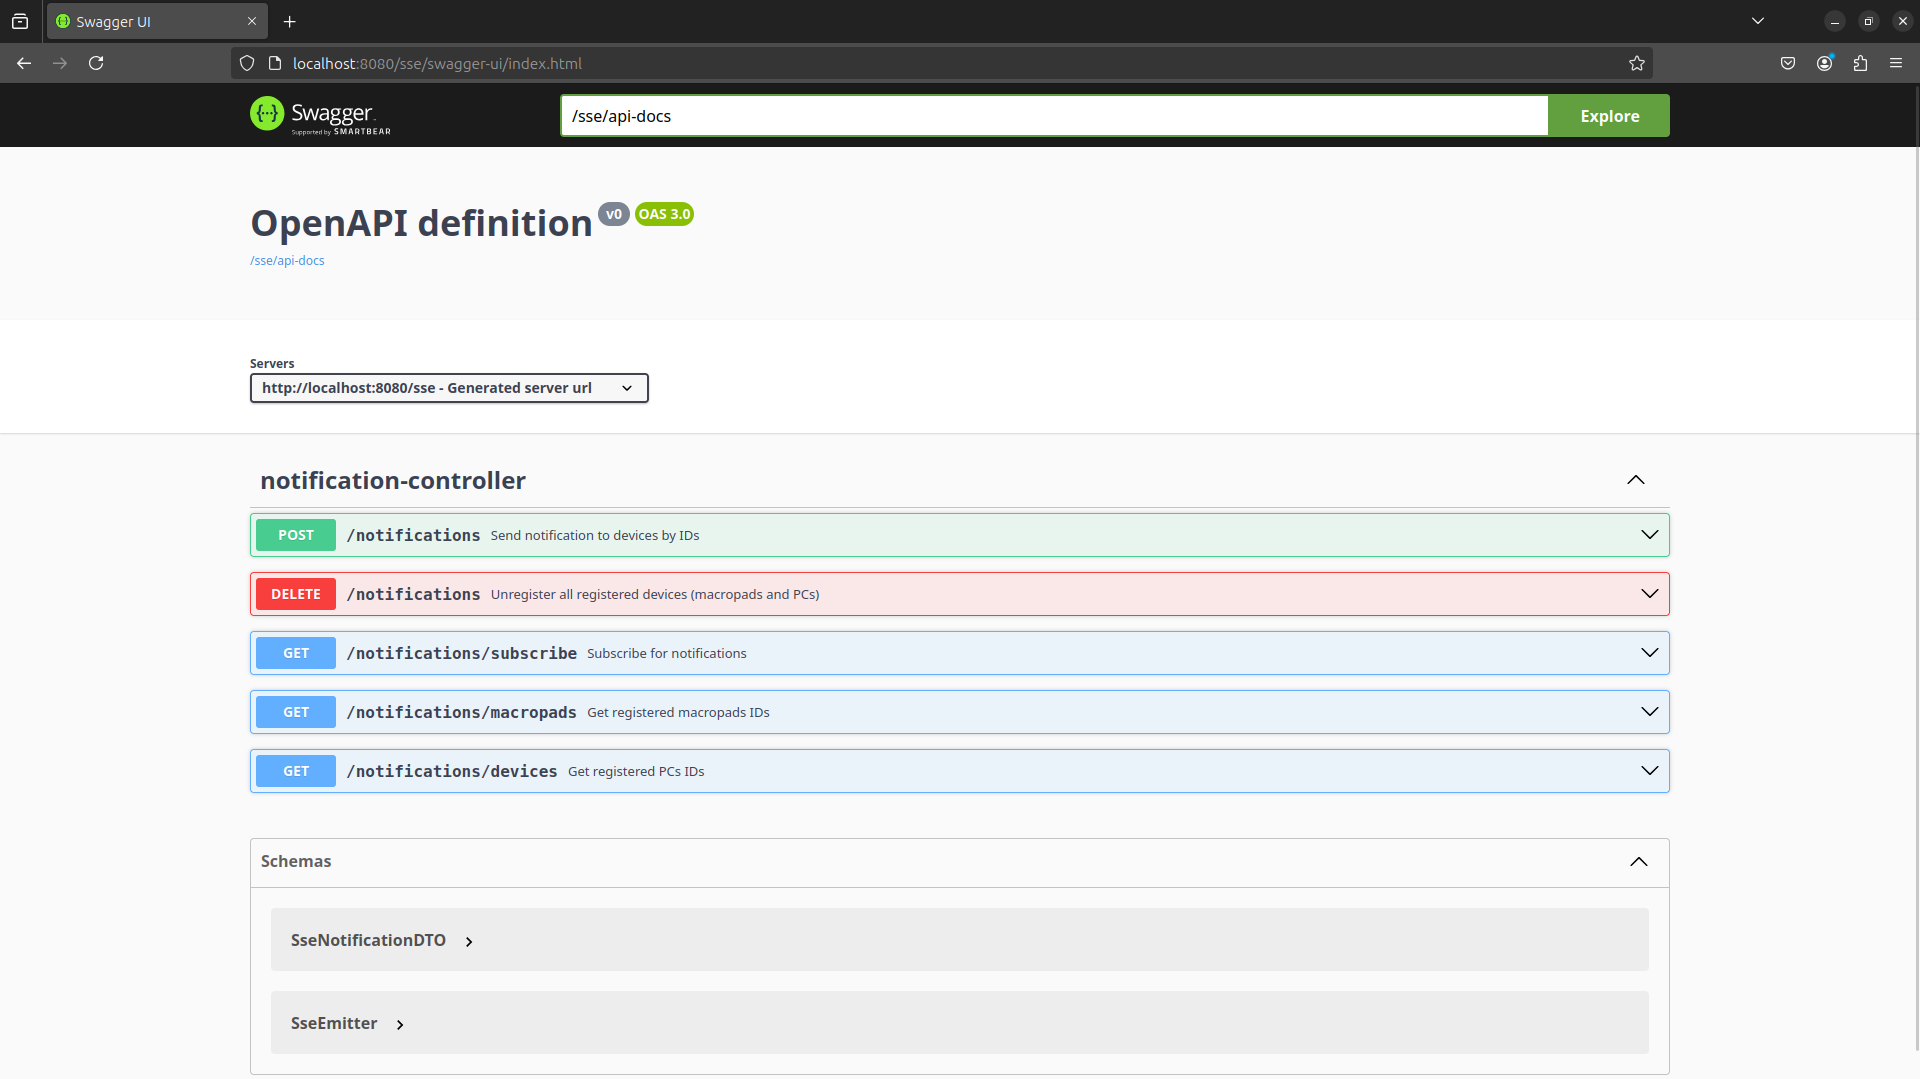 Swagger UI
localhost:8080/sse/swagger-ui/index.html
Swagger
Supported by SMARTBEAR
/sse/api-docs
Explore
OpenAPI definition v0 OAS 3.0
/sse/api-docs
Servers
http://localhost:8080/sse - Generated server url
notification-controller
POST /notifications Send notification to devices by IDs
DELETE /notifications Unregister all registered devices (macropads and PCs)
GET /notifications/subscribe Subscribe for notifications
GET /notifications/macropads Get registered macropads IDs
GET /notifications/devices Get registered PCs IDs
Schemas
SseNotificationDTO
SseEmitter